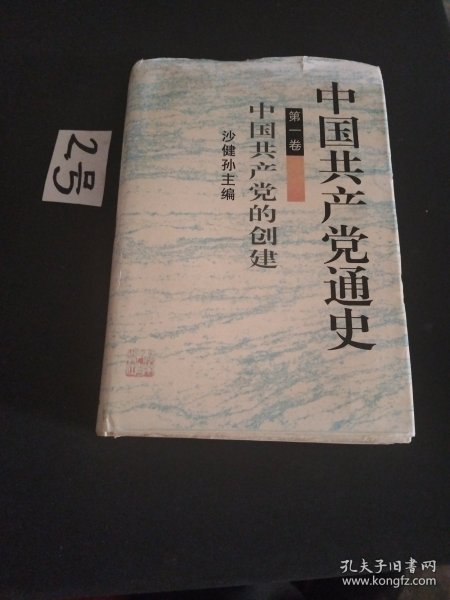 中国共产党通史
第一卷
中国共产党的创建
沙健孙主编
2号
孔夫子旧书网
www.kongfz.com